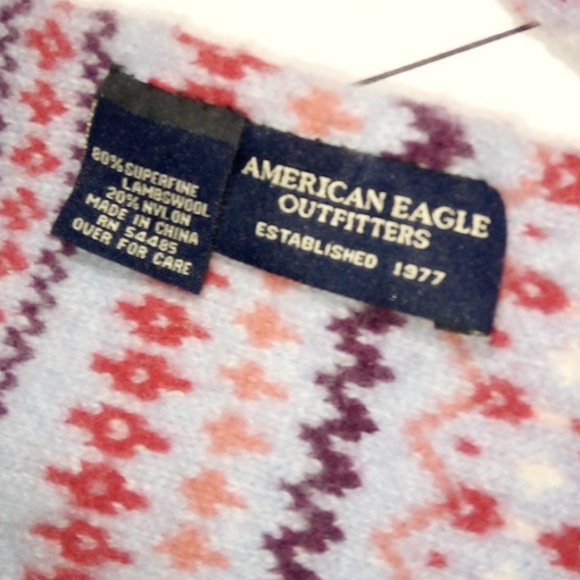 80% SUPERFINE
LAMBSWOOL
20% NYLON
MADE IN CHINA
RN 54485
OVER FOR CARE
AMERICAN EAGLE
OUTFITTERS
ESTABLISHED 1977